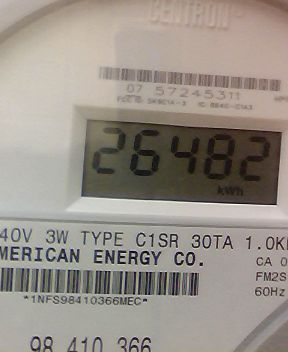 CENTRON
07 57245311
26482
kWh
40V 3W TYPE C1SR 30TA 1.0K
MERICAN ENERGY CO.
CA 0
FM2S
60Hz
*1NFS98410366MEC*
98 410 366